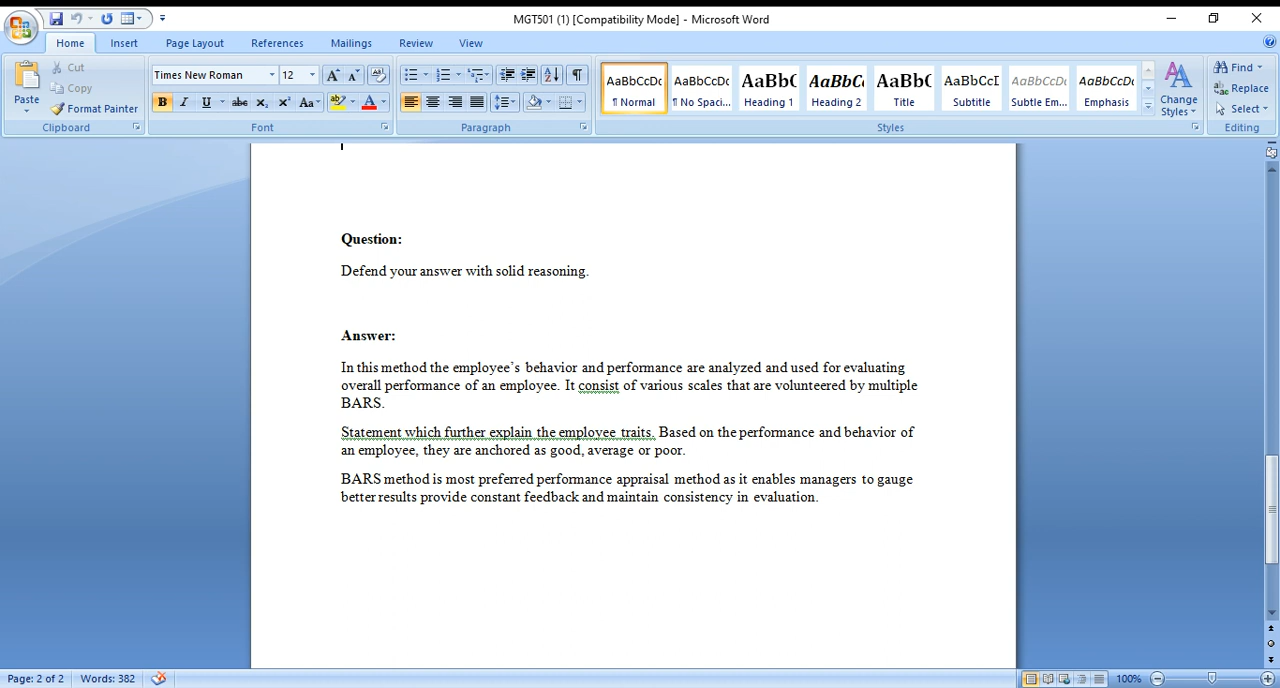 MGT501 (1) [Compatibility Mode] - Microsoft Word
Home Insert Page Layout References Mailings Review View
Paste
Cut
Copy
Format Painter
Clipboard
Times New Roman 12
B I U abc X₂ X² Aa
Font
Paragraph
AaBbCcDc AaBbCcDc AaBbC AaBbC AaBbC AaBbCcI AaBbCcDc AaBbCcDc
¶ Normal ¶ No Spaci... Heading 1 Heading 2 Title Subtitle Subtle Em... Emphasis
Change
Styles
Styles
Find
Replace
Select
Editing
Question:
Defend your answer with solid reasoning.
Answer:
In this method the employee's behavior and performance are analyzed and used for evaluating
overall performance of an employee. It consist of various scales that are volunteered by multiple
BARS.
Statement which further explain the employee traits. Based on the performance and behavior of
an employee, they are anchored as good, average or poor.
BARS method is most preferred performance appraisal method as it enables managers to gauge
better results provide constant feedback and maintain consistency in evaluation.
Page: 2 of 2 Words: 382 100%